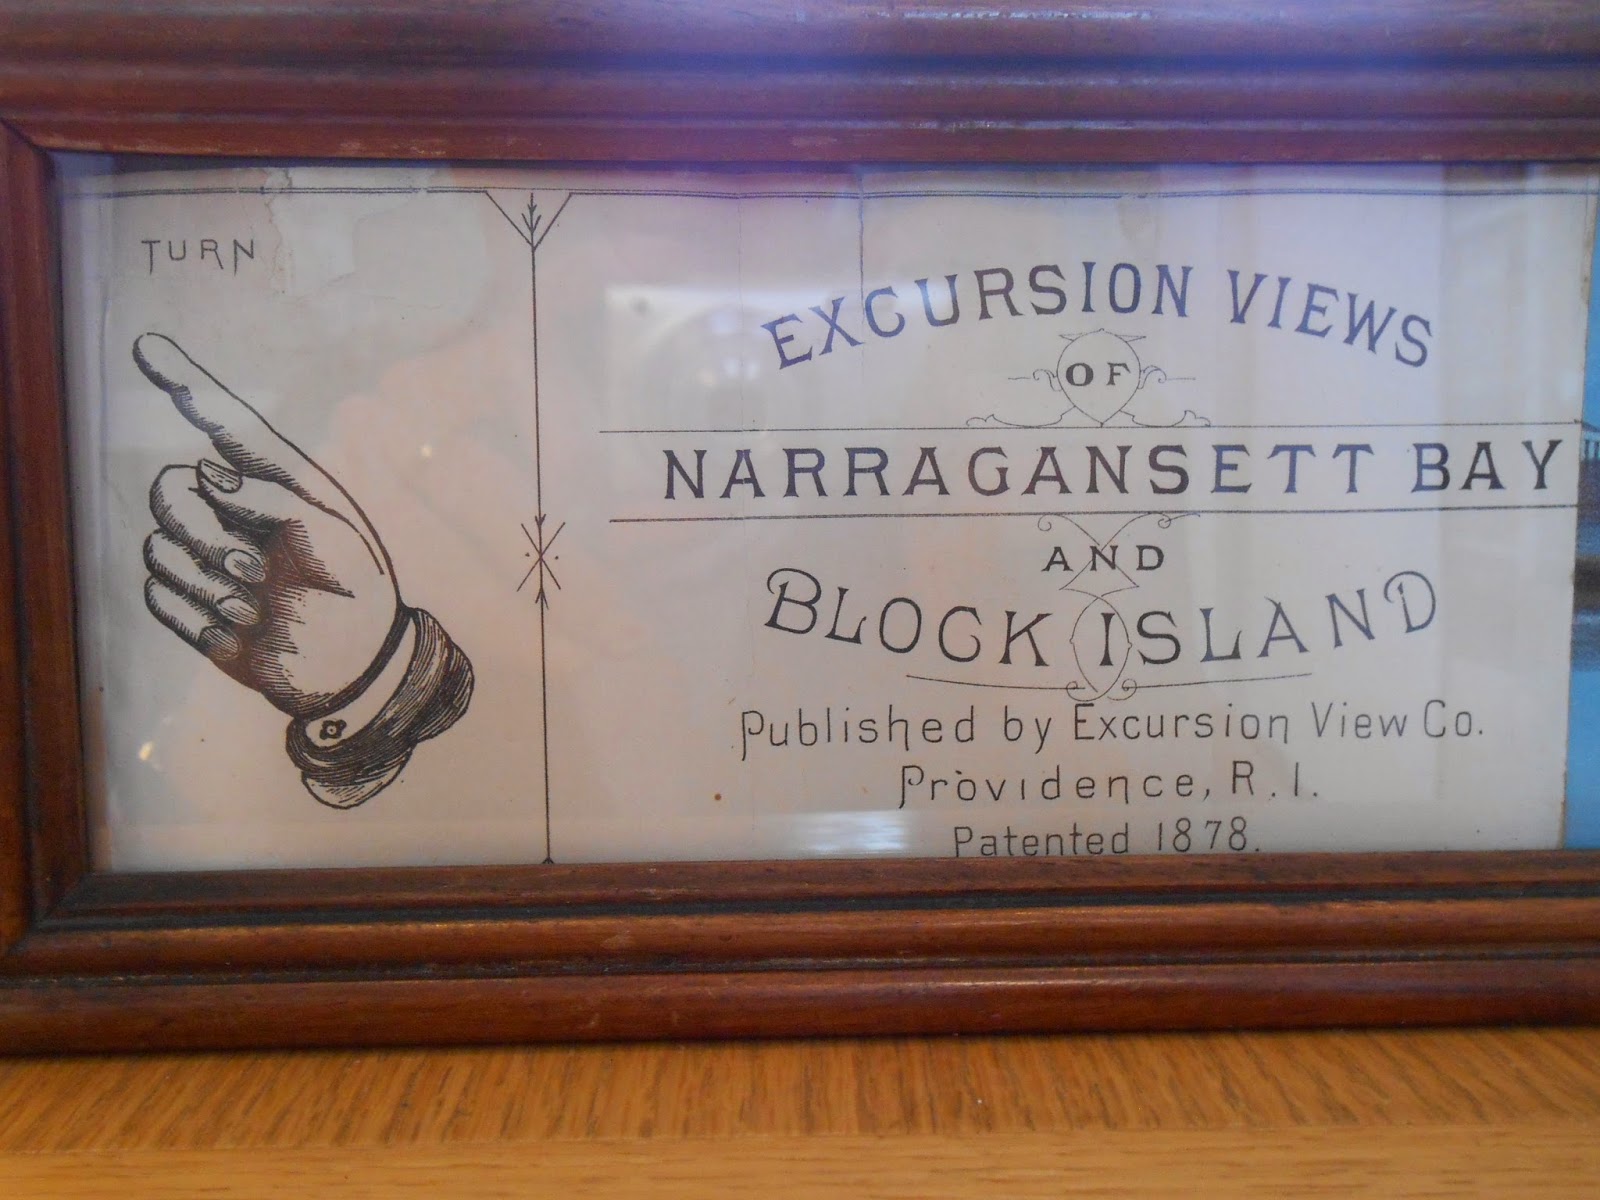 TURN
EXCURSION VIEWS
OF
NARRAGANSETT BAY
AND
BLOCK ISLAND
Published by Excursion View Co.
Providence, R.I.
Patented 1878.